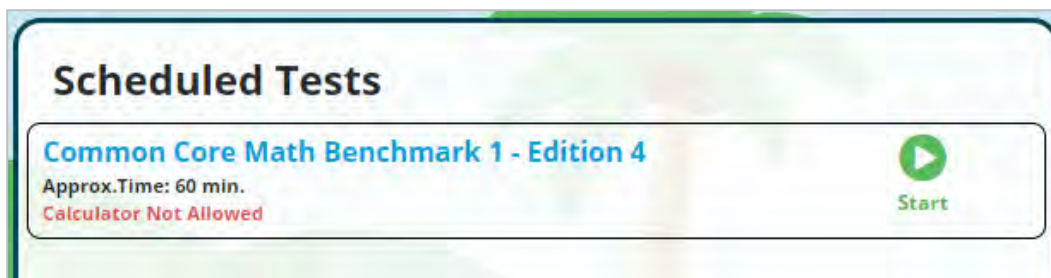 Scheduled Tests
Common Core Math Benchmark 1 - Edition 4
Approx.Time: 60 min.
Calculator Not Allowed
Start